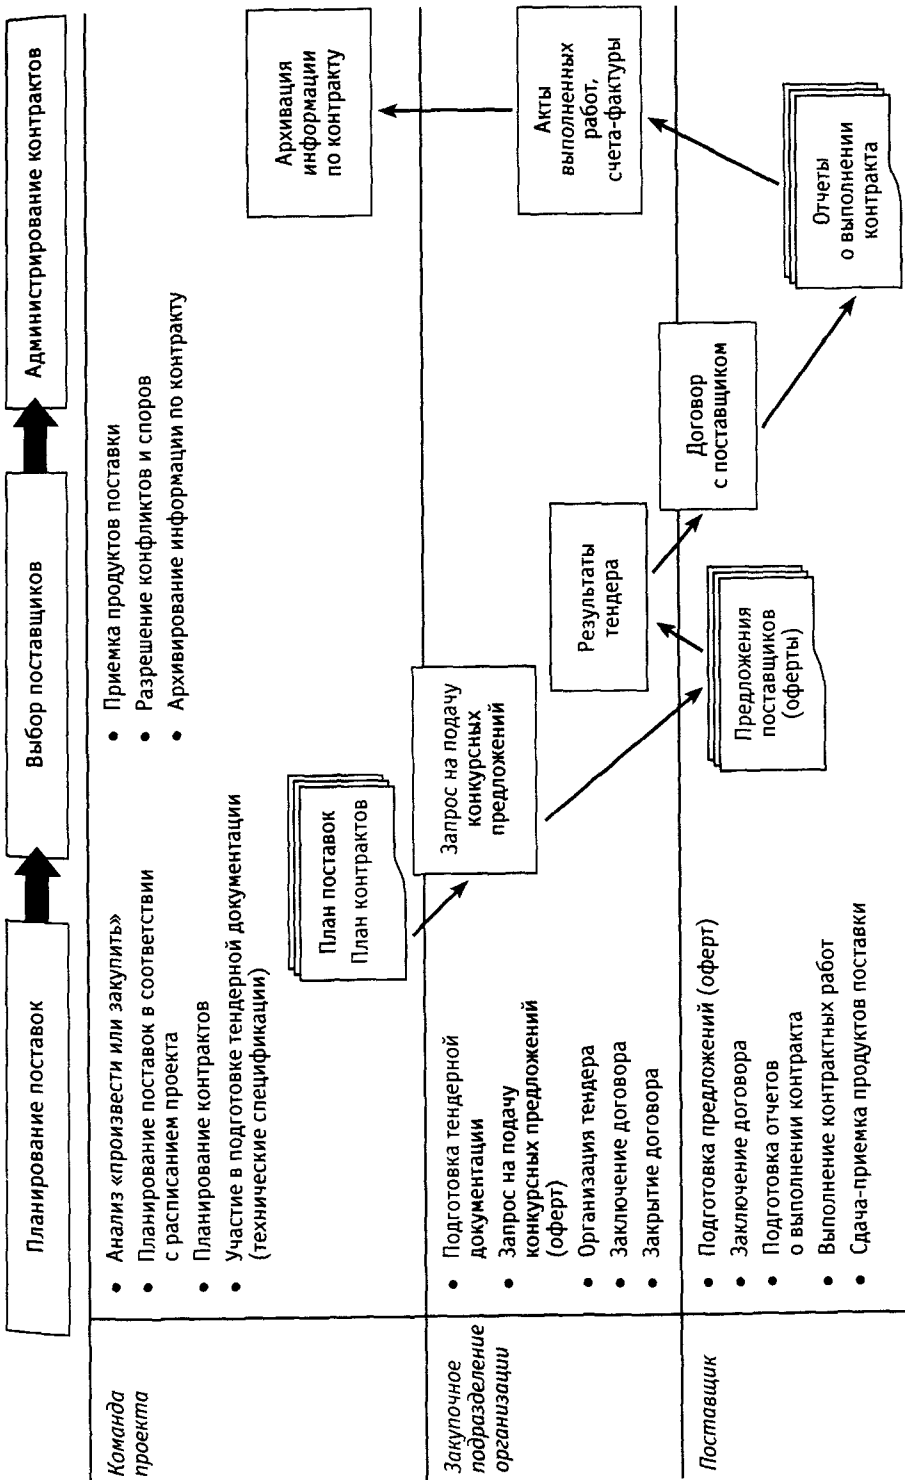 Планирование поставок
Выбор поставщиков
Администрирование контрактов
Команда
проекта
• Анализ «произвести или закупить»
• Планирование поставок в соответствии
с расписанием проекта
• Планирование контрактов
• Участие в подготовке тендерной документации
(технические спецификации)
• Приемка продуктов поставки
• Разрешение конфликтов и споров
• Архивирование информации по контракту
План поставок
План контрактов
Архивация
информации
по контракту
Закупочное
подразделение
организации
• Подготовка тендерной
документации
• Запрос на подачу
конкурсных предложений
(оферт)
• Организация тендера
• Заключение договора
• Закрытие договора
Запрос на подачу
конкурсных
предложений
Результаты
тендера
Акты
выполненных
работ,
счета-фактуры
Поставщик
• Подготовка предложений (оферт)
• Заключение договора
• Подготовка отчетов
о выполнении контракта
• Выполнение контрактных работ
• Сдача-приемка продуктов поставки
Предложения
поставщиков
(оферты)
Договор
с поставщиком
Отчеты
о выполнении
контракта